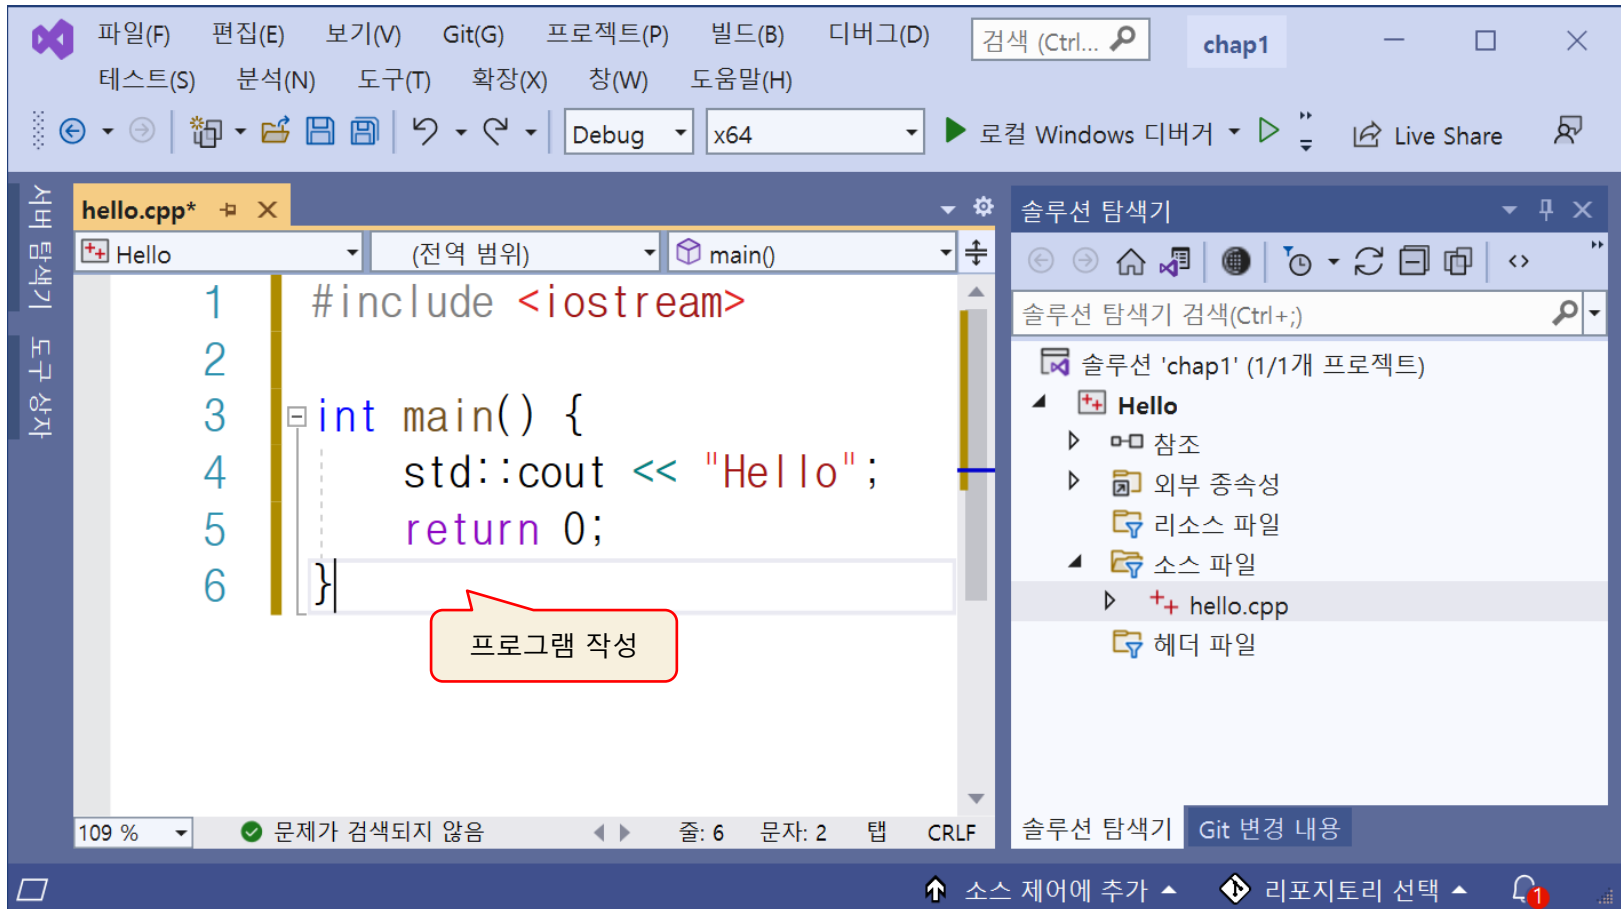 파일(F) 편집(E) 보기(V) Git(G) 프로젝트(P) 빌드(B) 디버그(D) 검색 (Ctrl... chap1
테스트(S) 분석(N) 도구(T) 확장(X) 창(W) 도움말(H)
Debug x64 로컬 Windows 디버거 Live Share
서버 탐색기
도구 상자
hello.cpp*
Hello (전역 범위) main()
1 #include <iostream>
2
3 int main() {
4 std::cout << "Hello";
5 return 0;
6 }
프로그램 작성
109 % 문제가 검색되지 않음 줄: 6 문자: 2 탭 CRLF
솔루션 탐색기
솔루션 탐색기 검색(Ctrl+;)
솔루션 'chap1' (1/1개 프로젝트)
Hello
참조
외부 종속성
리소스 파일
소스 파일
hello.cpp
헤더 파일
솔루션 탐색기 Git 변경 내용
소스 제어에 추가 리포지토리 선택 1